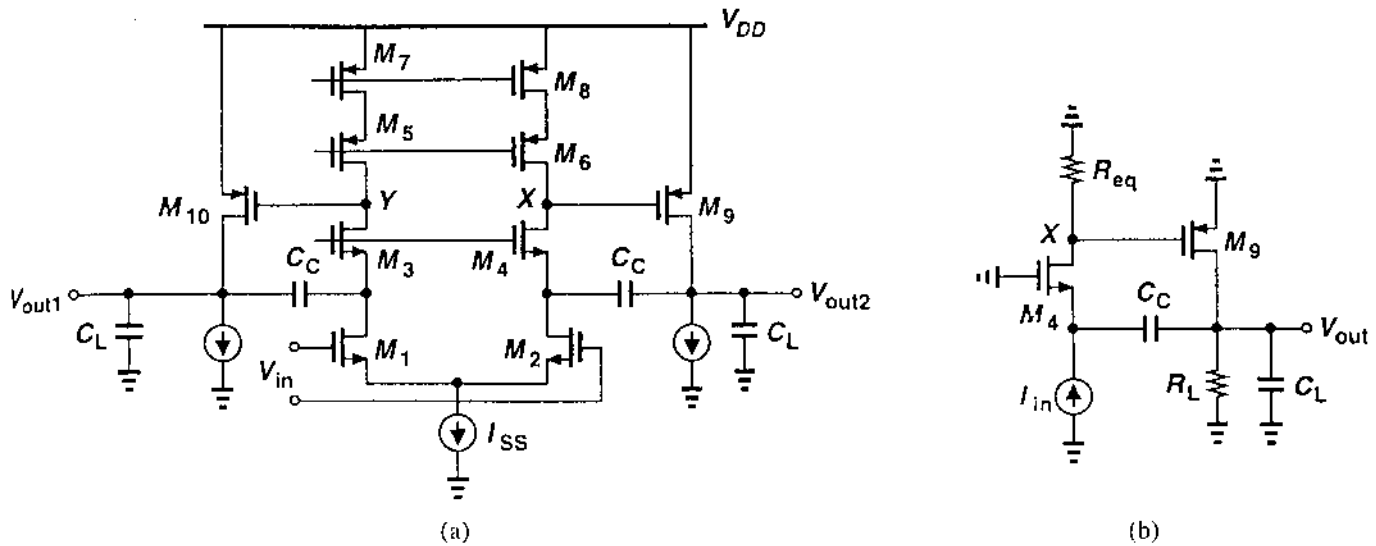 V_DD
M_7
M_8
M_5
M_6
Y
X
M_10
M_9
C_C
M_3
M_4
C_C
V_out1
V_out2
C_L
M_1
M_2
C_L
V_in
I_SS
(a)
R_eq
X
M_9
C_C
M_4
V_out
I_in
R_L
C_L
(b)